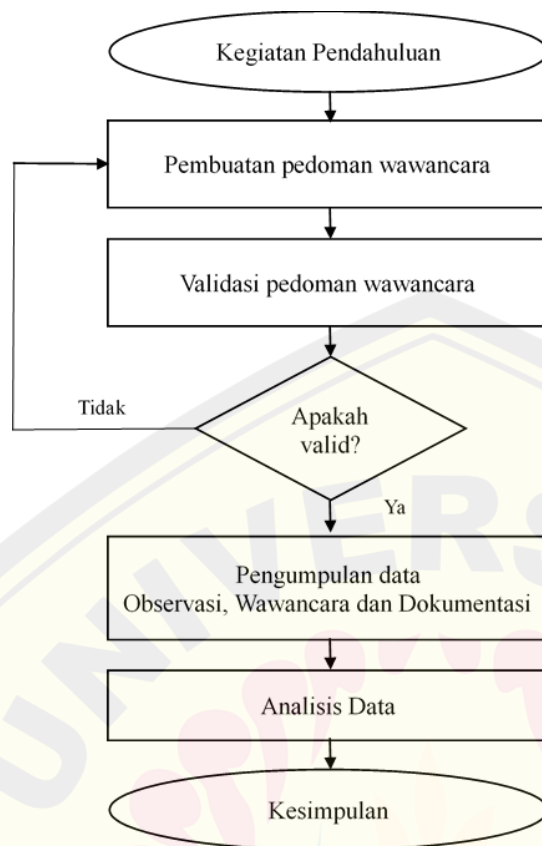 Kegiatan Pendahuluan
Pembuatan pedoman wawancara
Validasi pedoman wawancara
Tidak
Apakah
valid?
Ya
Pengumpulan data
Observasi, Wawancara dan Dokumentasi
Analisis Data
Kesimpulan
UNIVERS